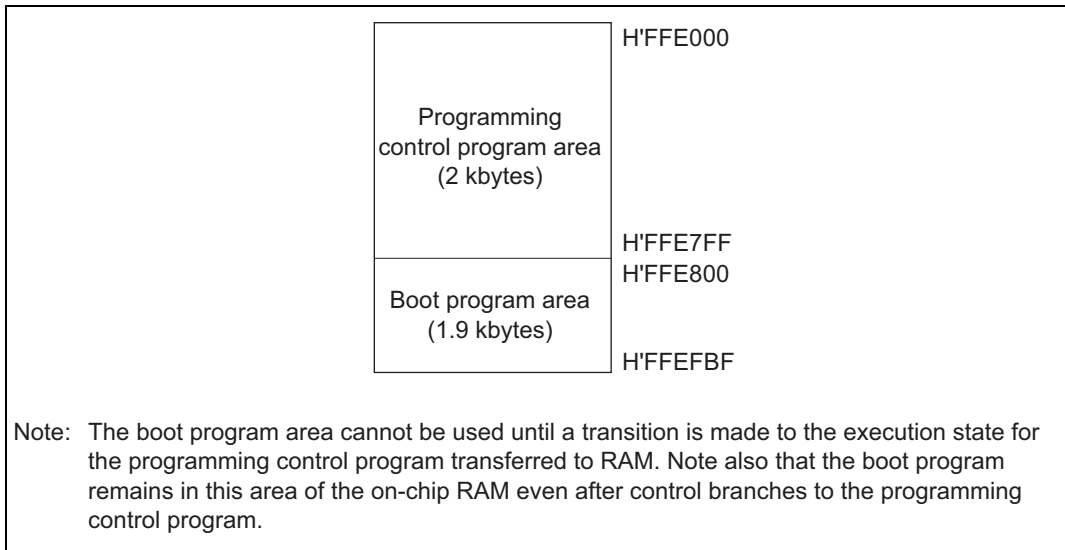 H'FFE000
Programming
control program area
(2 kbytes)
H'FFE7FF
H'FFE800
Boot program area
(1.9 kbytes)
H'FFEFBF
Note: The boot program area cannot be used until a transition is made to the execution state for
the programming control program transferred to RAM. Note also that the boot program
remains in this area of the on-chip RAM even after control branches to the programming
control program.